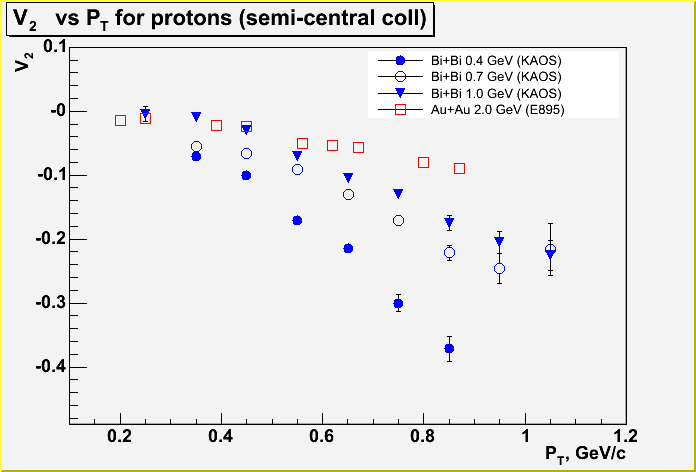 V2 vs PT for protons (semi-central coll)
V2
0.1
-0
-0.1
-0.2
-0.3
-0.4
Bi+Bi 0.4 GeV (KAOS)
Bi+Bi 0.7 GeV (KAOS)
Bi+Bi 1.0 GeV (KAOS)
Au+Au 2.0 GeV (E895)
0.2 0.4 0.6 0.8 1 1.2
PT, GeV/c